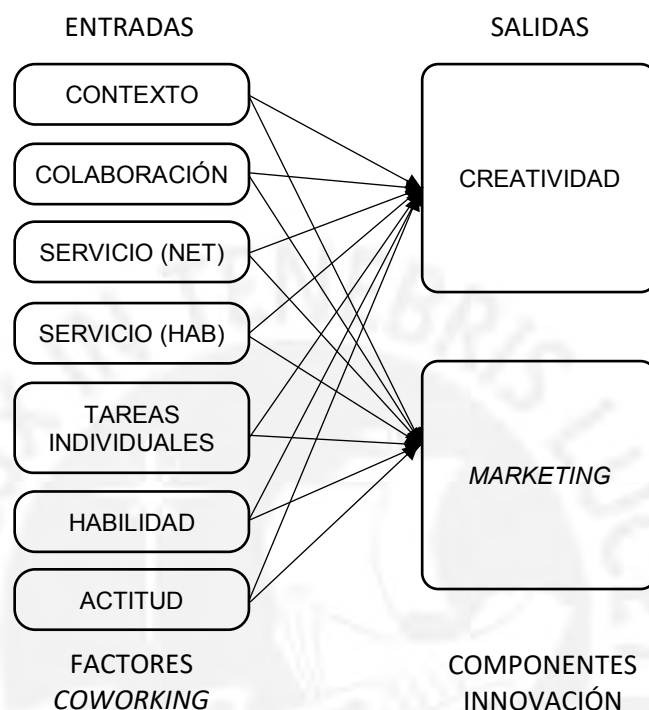 ENTRADAS
SALIDAS
CONTEXTO
COLABORACIÓN
SERVICIO (NET)
SERVICIO (HAB)
TAREAS
INDIVIDUALES
HABILIDAD
ACTITUD
CREATIVIDAD
MARKETING
FACTORES
COWORKING
COMPONENTES
INNOVACIÓN